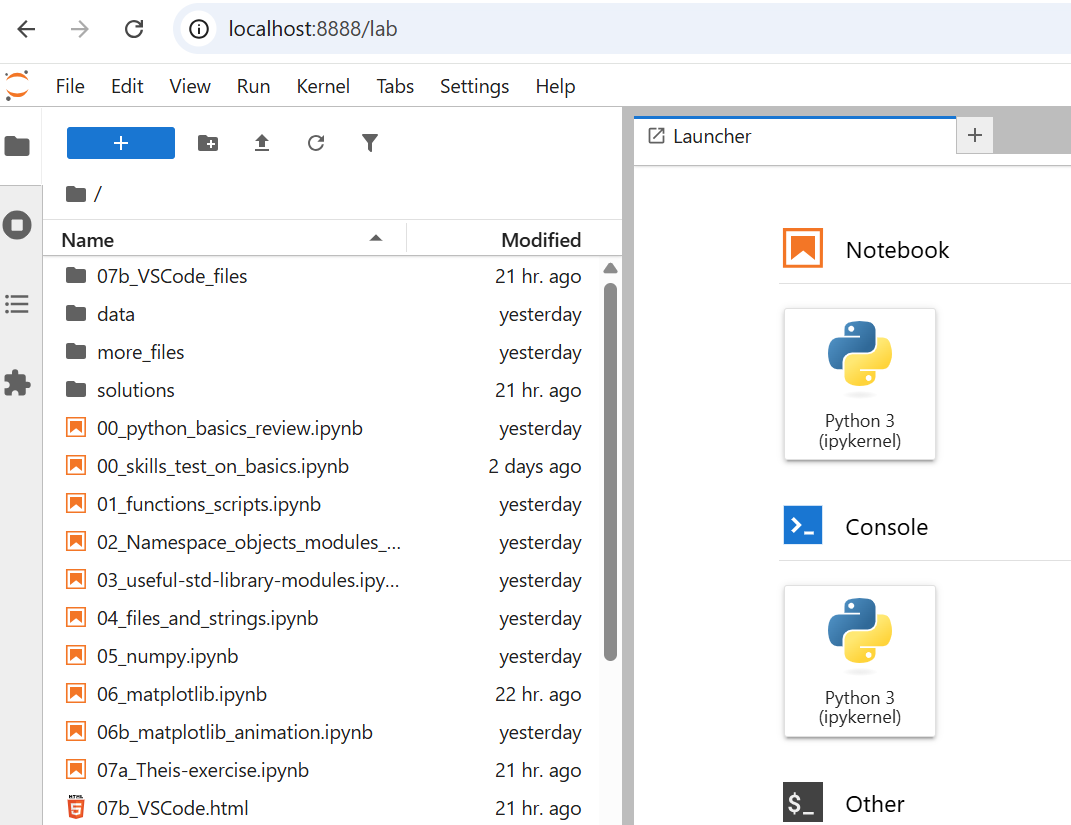 localhost:8888/lab
File Edit View Run Kernel Tabs Settings Help
Launcher
/
Name Modified
07b_VSCode_files 21 hr. ago
data yesterday
more_files yesterday
solutions 21 hr. ago
00_python_basics_review.ipynb yesterday
00_skills_test_on_basics.ipynb 2 days ago
01_functions_scripts.ipynb yesterday
02_Namespace_objects_modules_... yesterday
03_useful-std-library-modules.ipy... yesterday
04_files_and_strings.ipynb yesterday
05_numpy.ipynb yesterday
06_matplotlib.ipynb 22 hr. ago
06b_matplotlib_animation.ipynb yesterday
07a_Theis-exercise.ipynb 21 hr. ago
HTML
5
07b_VSCode.html 21 hr. ago
Notebook
Python 3
(ipykernel)
Console
Python 3
(ipykernel)
$_ Other